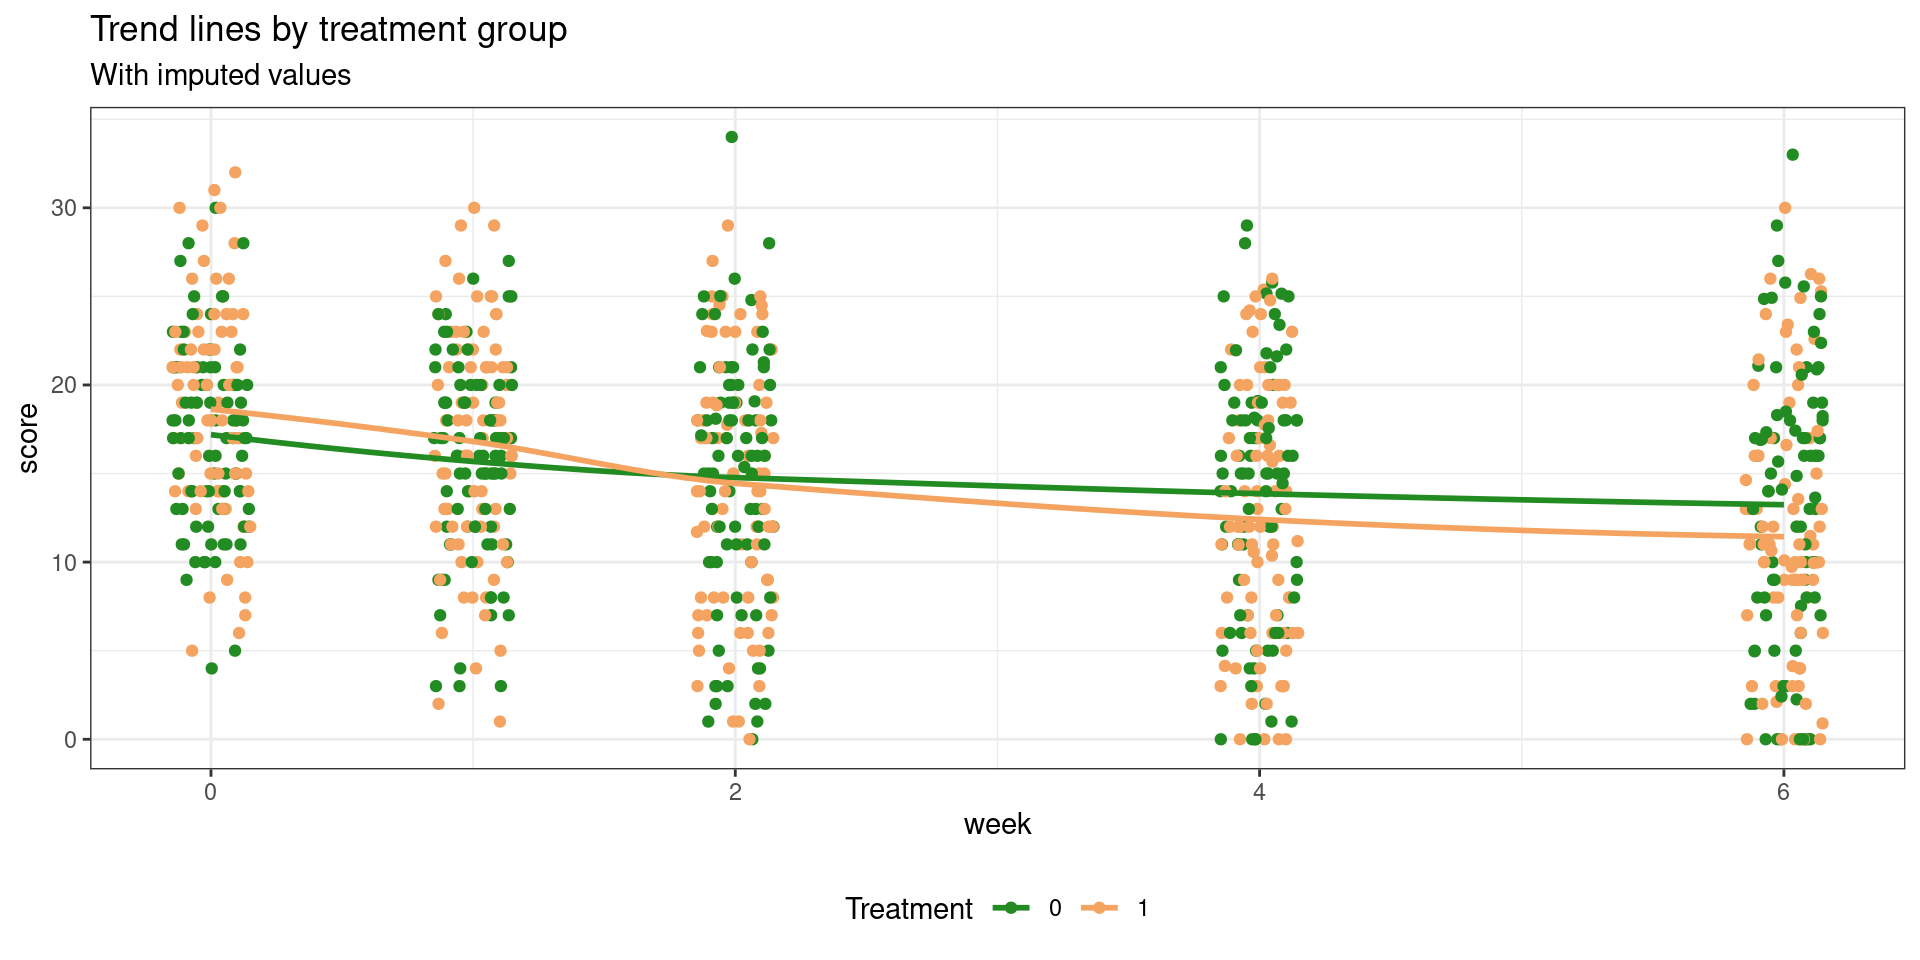 Trend lines by treatment group
With imputed values
30
20
10
0
score
0 2 4 6
week
Treatment 0 1